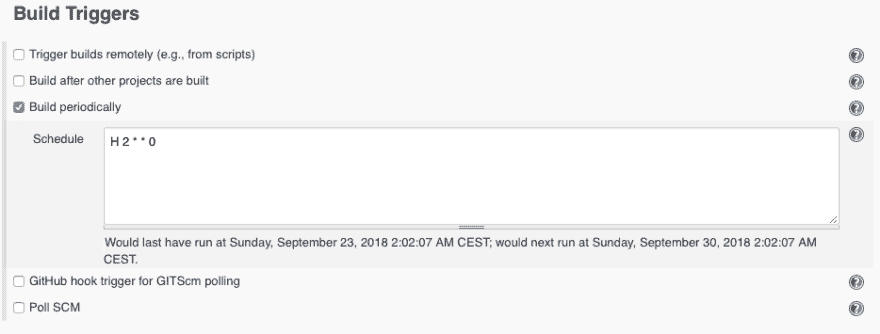 Build Triggers
Trigger builds remotely (e.g., from scripts)
Build after other projects are built
Build periodically
Schedule
H 2 * * 0
Would last have run at Sunday, September 23, 2018 2:02:07 AM CEST; would next run at Sunday, September 30, 2018 2:02:07 AM
CEST.
GitHub hook trigger for GITScm polling
Poll SCM